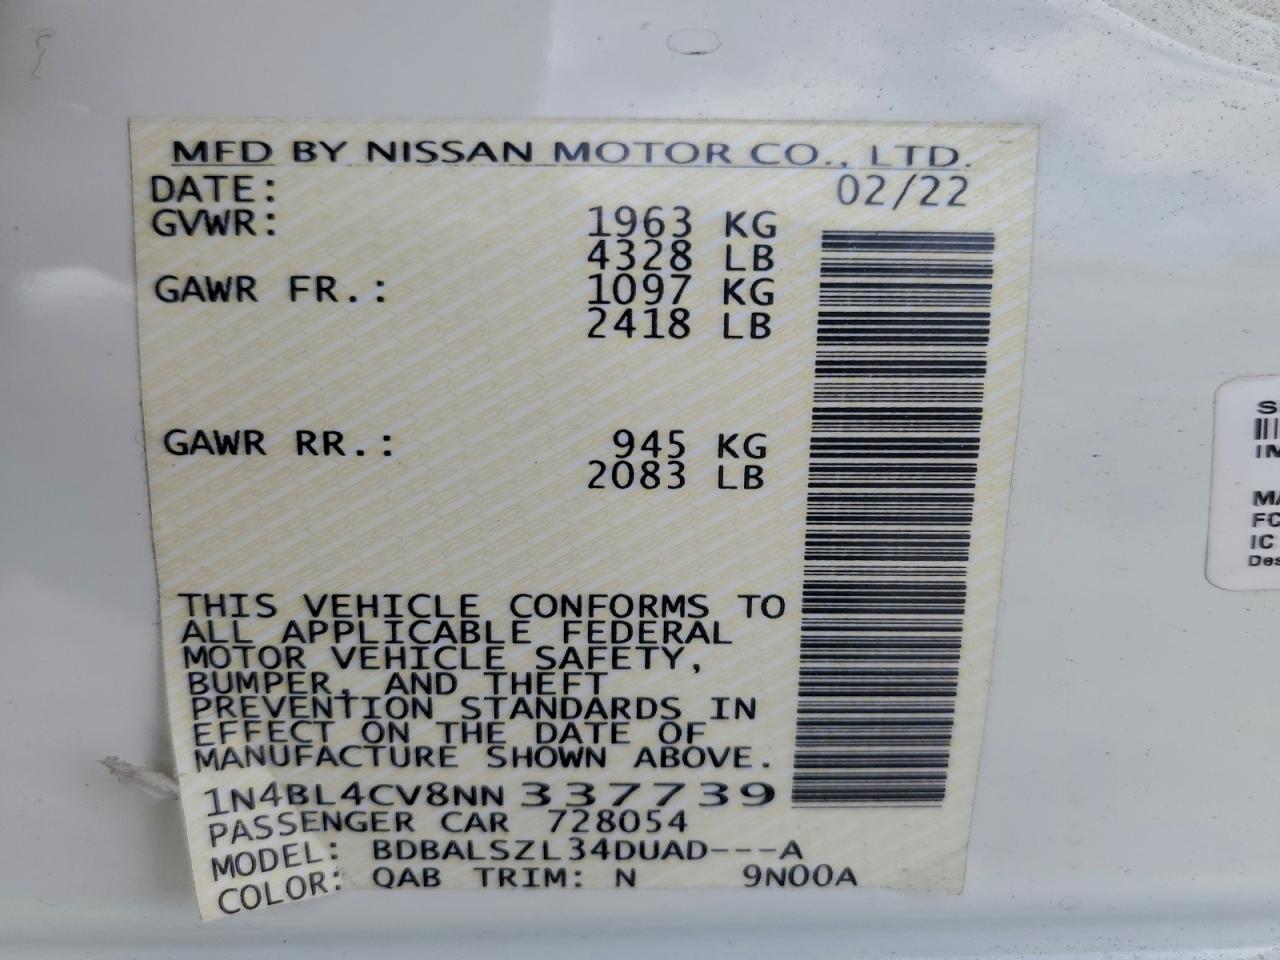 MFD BY NISSAN MOTOR CO., LTD.
DATE: 02/22
GVWR: 1963 KG
4328 LB
GAWR FR.: 1097 KG
2418 LB
GAWR RR.: 945 KG
2083 LB
THIS VEHICLE CONFORMS TO
ALL APPLICABLE FEDERAL
MOTOR VEHICLE SAFETY,
BUMPER, AND THEFT
PREVENTION STANDARDS IN
EFFECT ON THE DATE OF
MANUFACTURE SHOWN ABOVE.
1N4BL4CV8NN337739
PASSENGER CAR 728054
MODEL: BDBALSZL34DUAD---A
COLOR: QAB TRIM: N 9N00A
IC